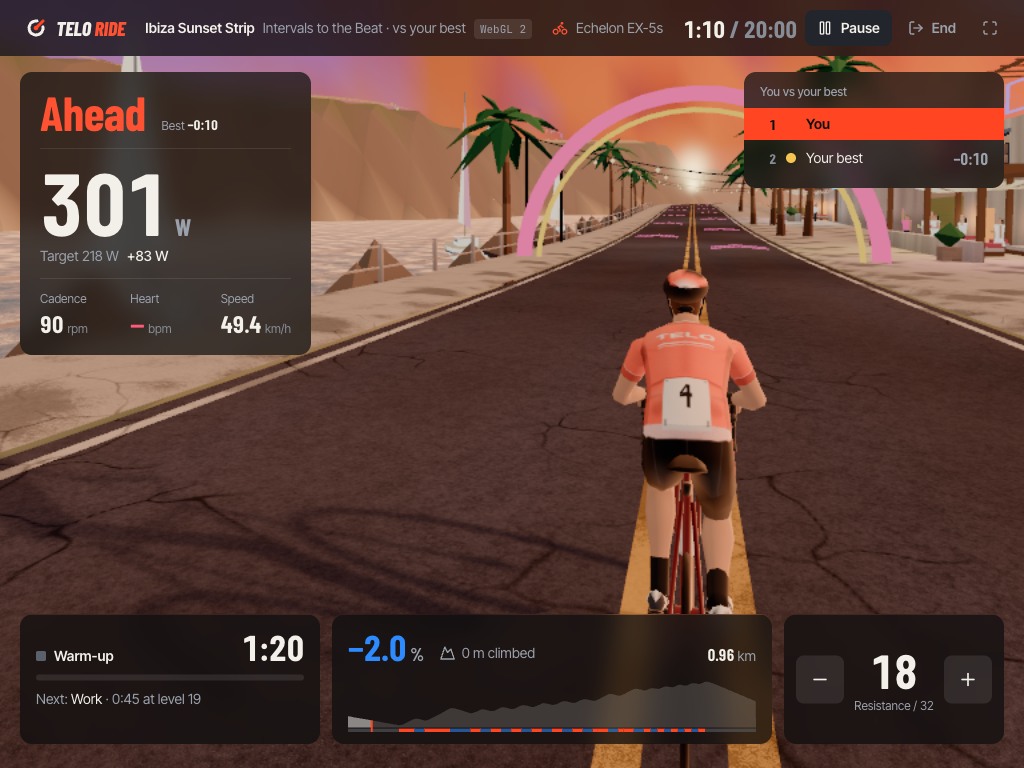 TELO RIDE Ibiza Sunset Strip Intervals to the Beat · vs your best WebGL 2 Echelon EX-5s 1:10 / 20:00 Pause End
Ahead Best −0:10
301 W
Target 218 W +83 W
Cadence Heart Speed
90 rpm — bpm 49.4 km/h
You vs your best
1 You
2 Your best −0:10
TELO
4
Warm-up 1:20
Next: Work · 0:45 at level 19
−2.0 % 0 m climbed 0.96 km
− 18 +
Resistance / 32